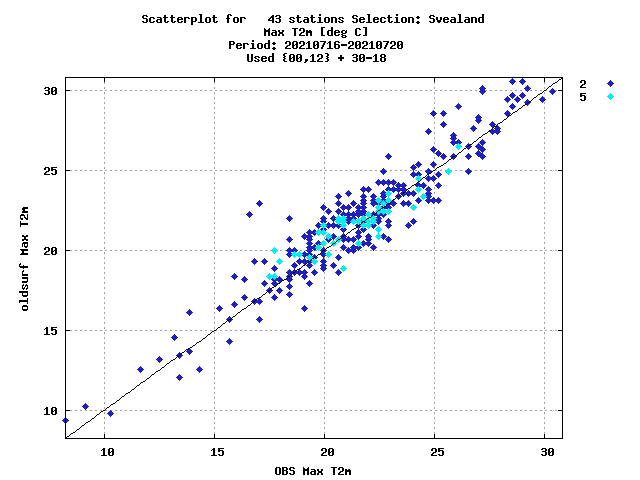 Scatterplot for   43 stations Selection: Svealand
Max T2m [deg C]
Period: 20210716-20210720
Used {00,12} + 30-18
2
5
30
25
20
15
10
oldsurf Max T2m
10 15 20 25 30
OBS Max T2m